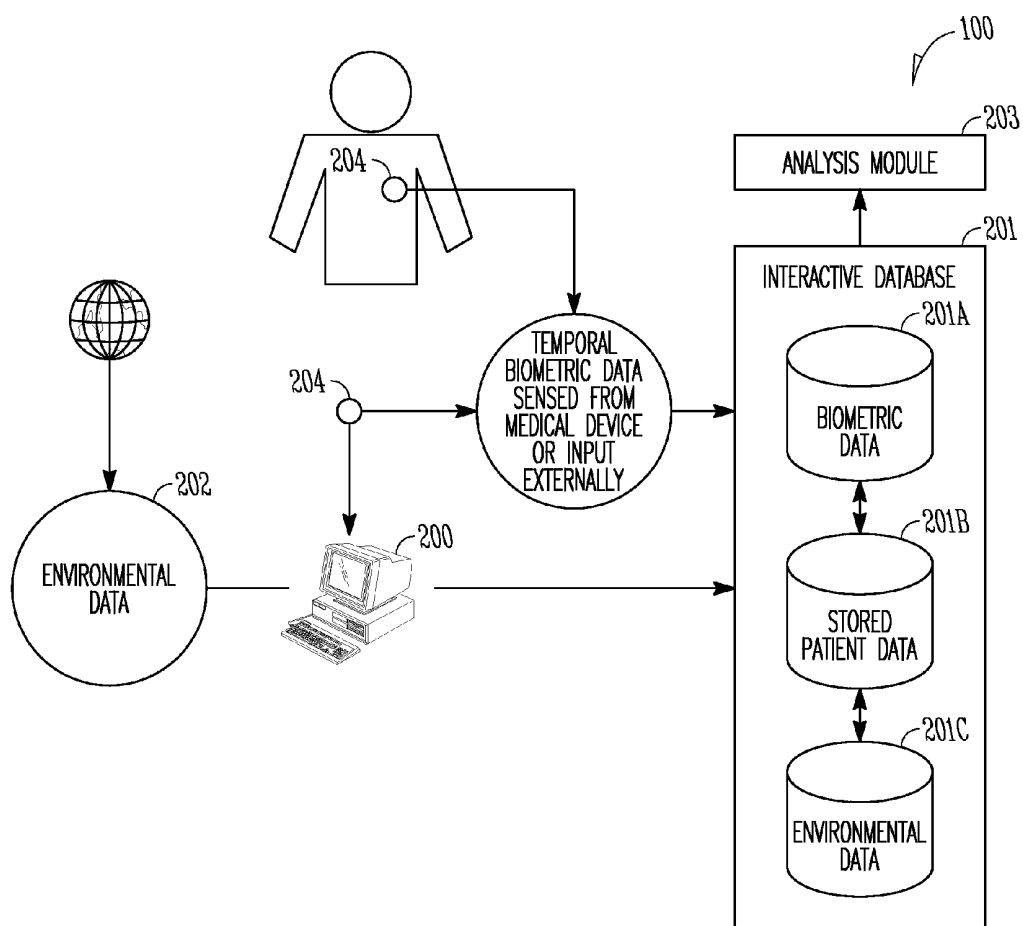 100
203
ANALYSIS MODULE
204
201
INTERACTIVE DATABASE
201A
BIOMETRIC
DATA
TEMPORAL
BIOMETRIC DATA
SENSED FROM
MEDICAL DEVICE
OR INPUT
EXTERNALLY
204
202
ENVIRONMENTAL
DATA
200
201B
STORED
PATIENT DATA
201C
ENVIRONMENTAL
DATA